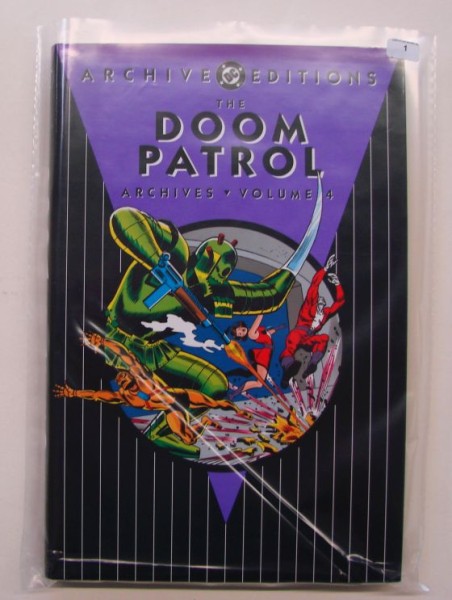 1
ARCHIVE DC EDITIONS
THE
DOOM
PATROL
ARCHIVES • VOLUME 4